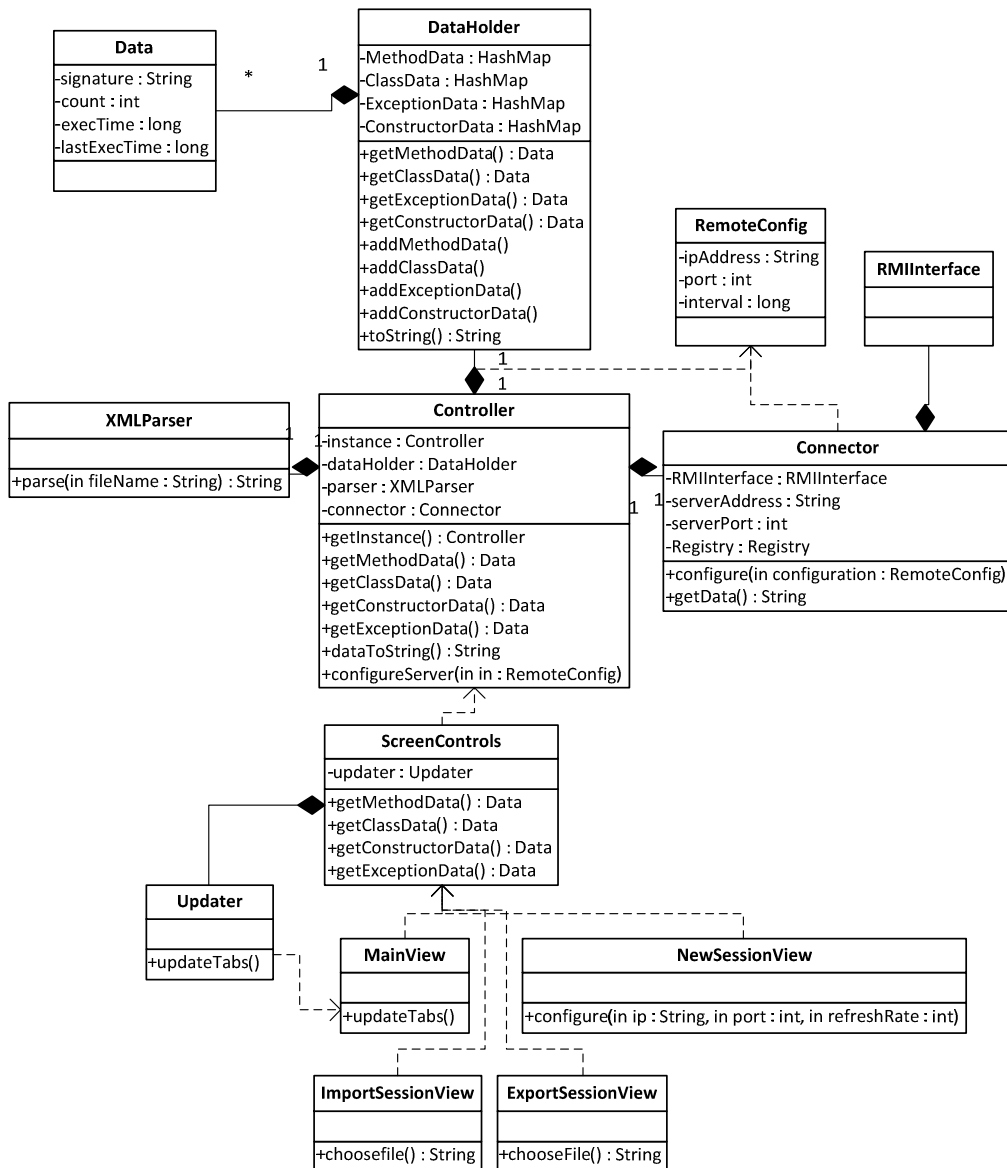 Data
-signature : String
-count : int
-execTime : long
-lastExecTime : long
*
1
DataHolder
-MethodData : HashMap
-ClassData : HashMap
-ExceptionData : HashMap
-ConstructorData : HashMap
+getMethodData() : Data
+getClassData() : Data
+getExceptionData() : Data
+getConstructorData() : Data
+addMethodData()
+addClassData()
+addExceptionData()
+addConstructorData()
+toString() : String
RemoteConfig
-ipAddress : String
-port : int
-interval : long
RMIInterface
1
1
XMLParser
+parse(in fileName : String) : String
1
1
Controller
-instance : Controller
-dataHolder : DataHolder
-parser : XMLParser
-connector : Connector
+getInstance() : Controller
+getMethodData() : Data
+getClassData() : Data
+getConstructorData() : Data
+getExceptionData() : Data
+dataToString() : String
+configureServer(in in : RemoteConfig)
1
1
Connector
-RMIInterface : RMIInterface
-serverAddress : String
-serverPort : int
-Registry : Registry
+configure(in configuration : RemoteConfig)
+getData() : String
ScreenControls
-updater : Updater
+getMethodData() : Data
+getClassData() : Data
+getConstructorData() : Data
+getExceptionData() : Data
Updater
+updateTabs()
MainView
+updateTabs()
NewSessionView
+configure(in ip : String, in port : int, in refreshRate : int)
ImportSessionView
+choosefile() : String
ExportSessionView
+chooseFile() : String